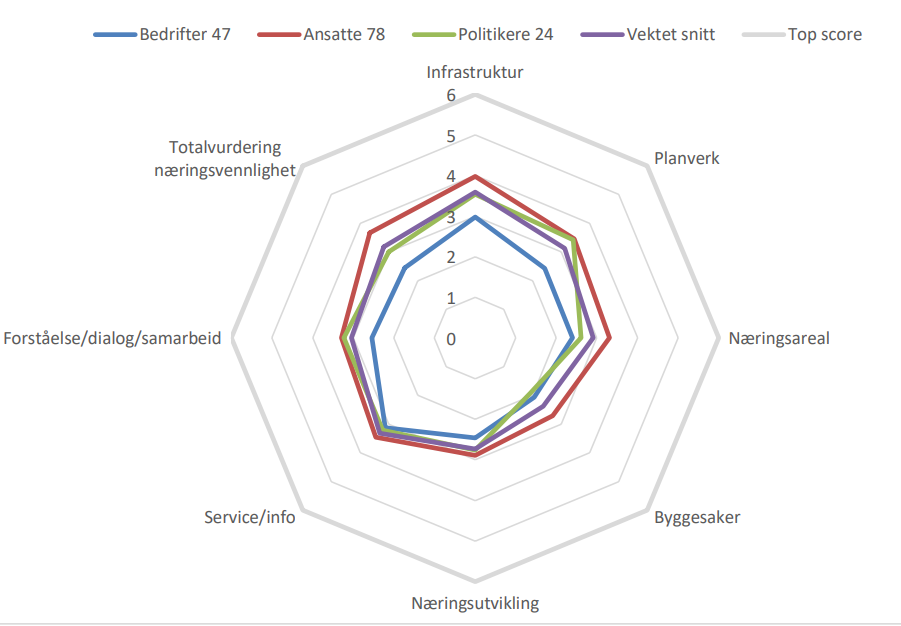 Bedrifter 47 Ansatte 78 Politikere 24 Vektet snitt Top score
Infrastruktur
6
5
4
3
2
1
0
Planverk
Næringsareal
Byggesaker
Næringsutvikling
Service/info
Forståelse/dialog/samarbeid
Totalvurdering
næringsvennlighet